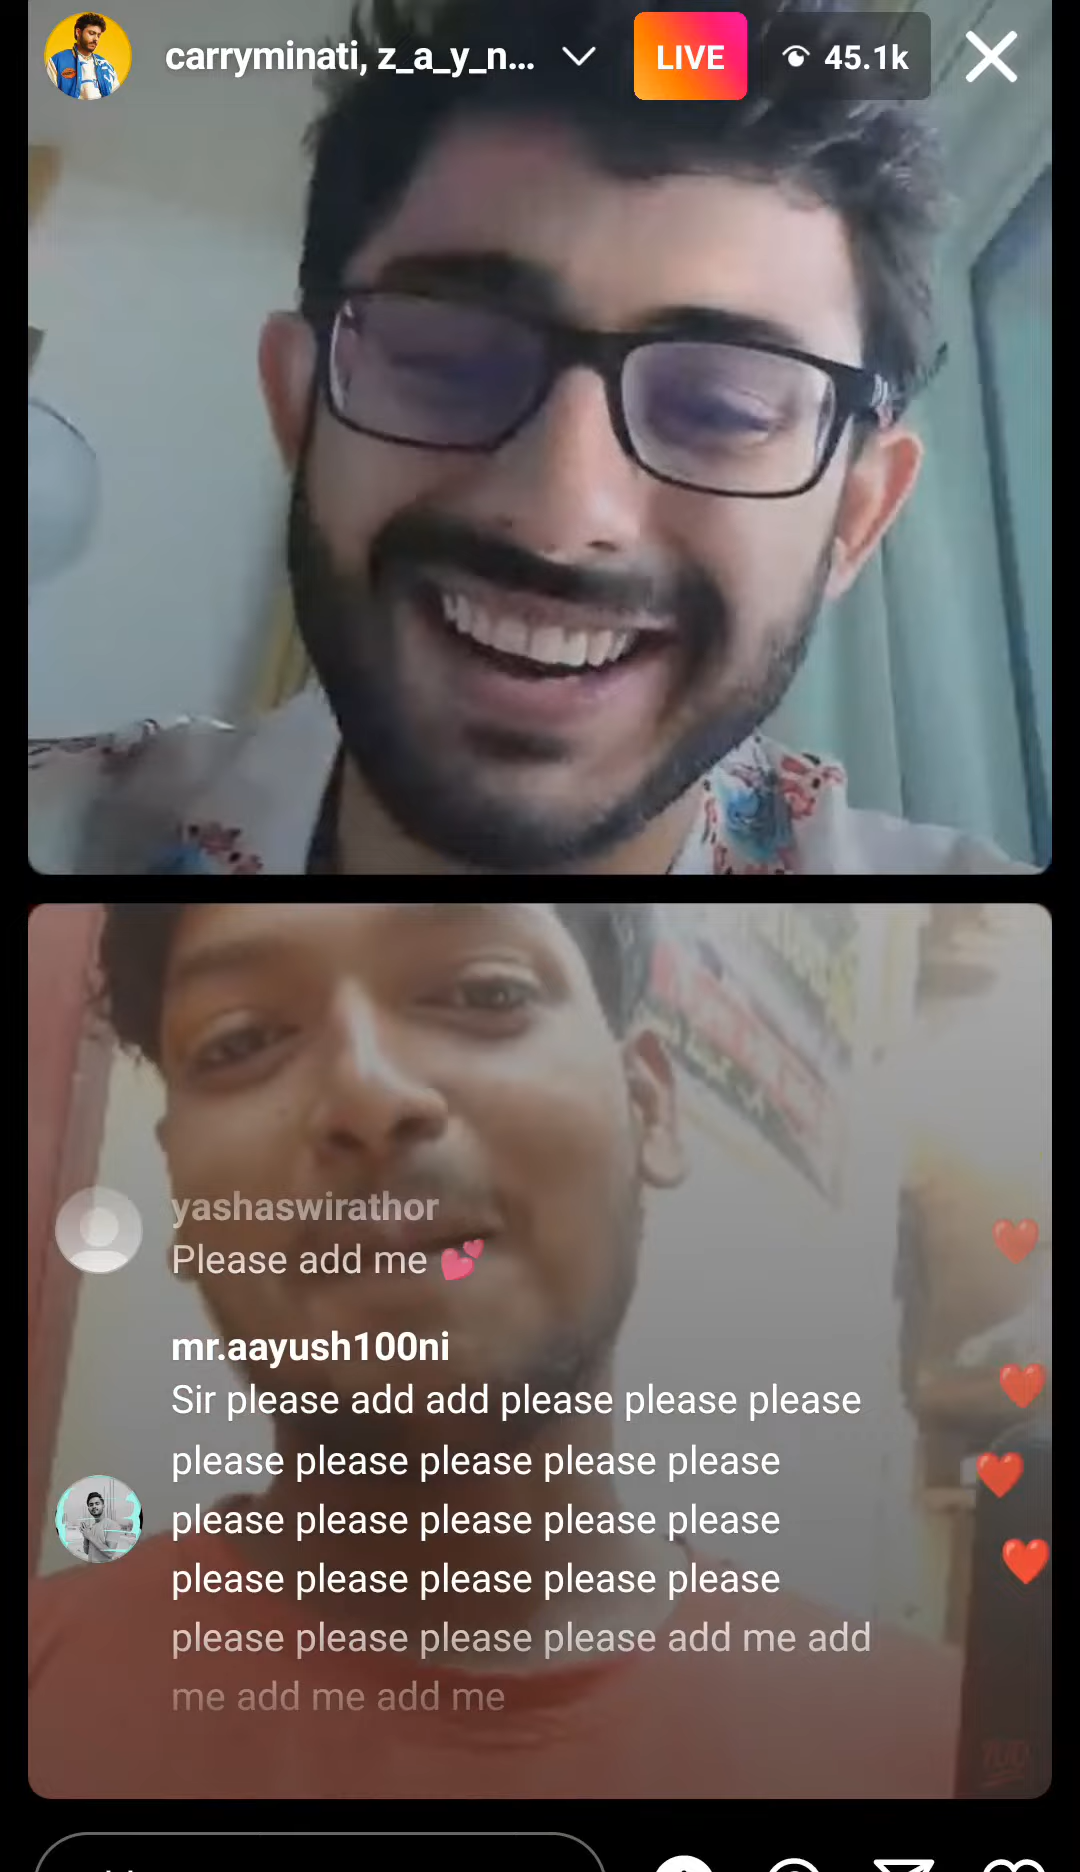 carryminati, z_a_y_n... LIVE 45.1k
yashaswirathor
Please add me 💕
mr.aayush100ni
Sir please add add please please please
please please please please please
please please please please please
please please please please please
please please please please add me add
me add me add me